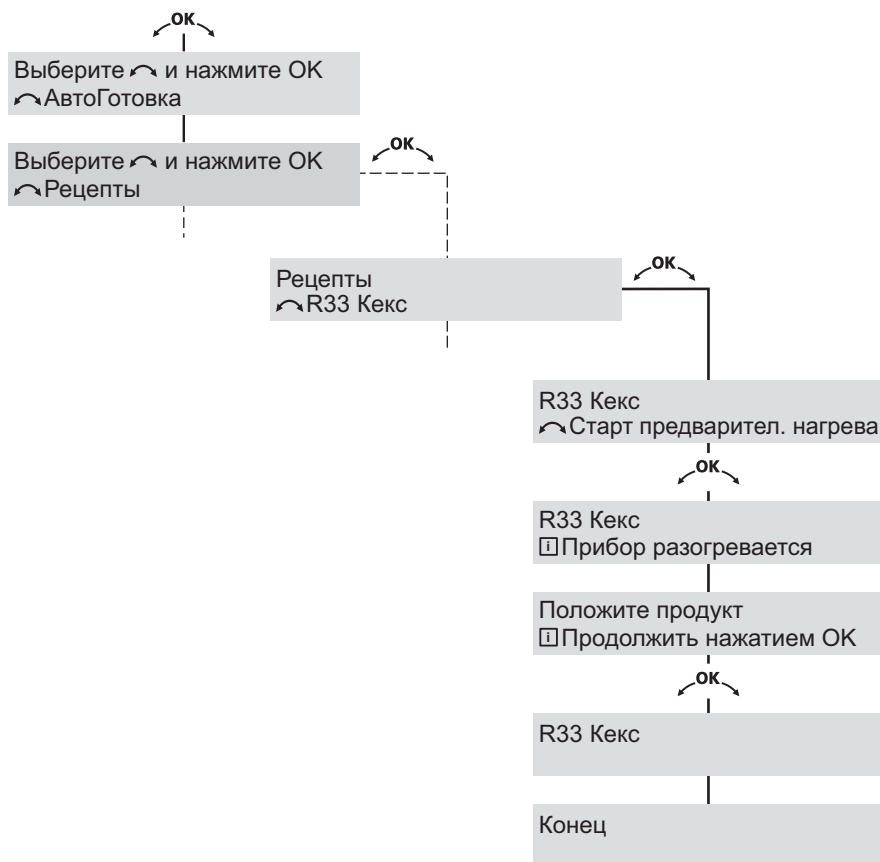 OK
Выберите и нажмите OK
АвтоГотовка
Выберите и нажмите OK
Рецепты
OK
Рецепты
R33 Кекс
OK
R33 Кекс
Старт предварител. нагрева
OK
R33 Кекс
i Прибор разогревается
Положите продукт
i Продолжить нажатием OK
OK
R33 Кекс
Конец